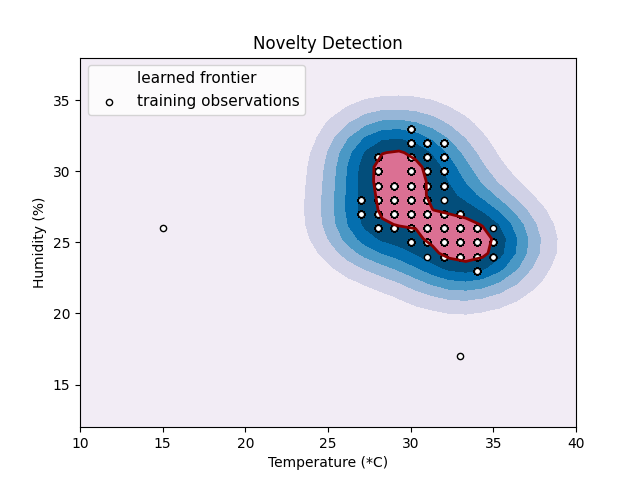 Novelty Detection
learned frontier
training observations
35
30
25
20
15
Humidity (%)
10
15
20
25
30
35
40
Temperature (*C)